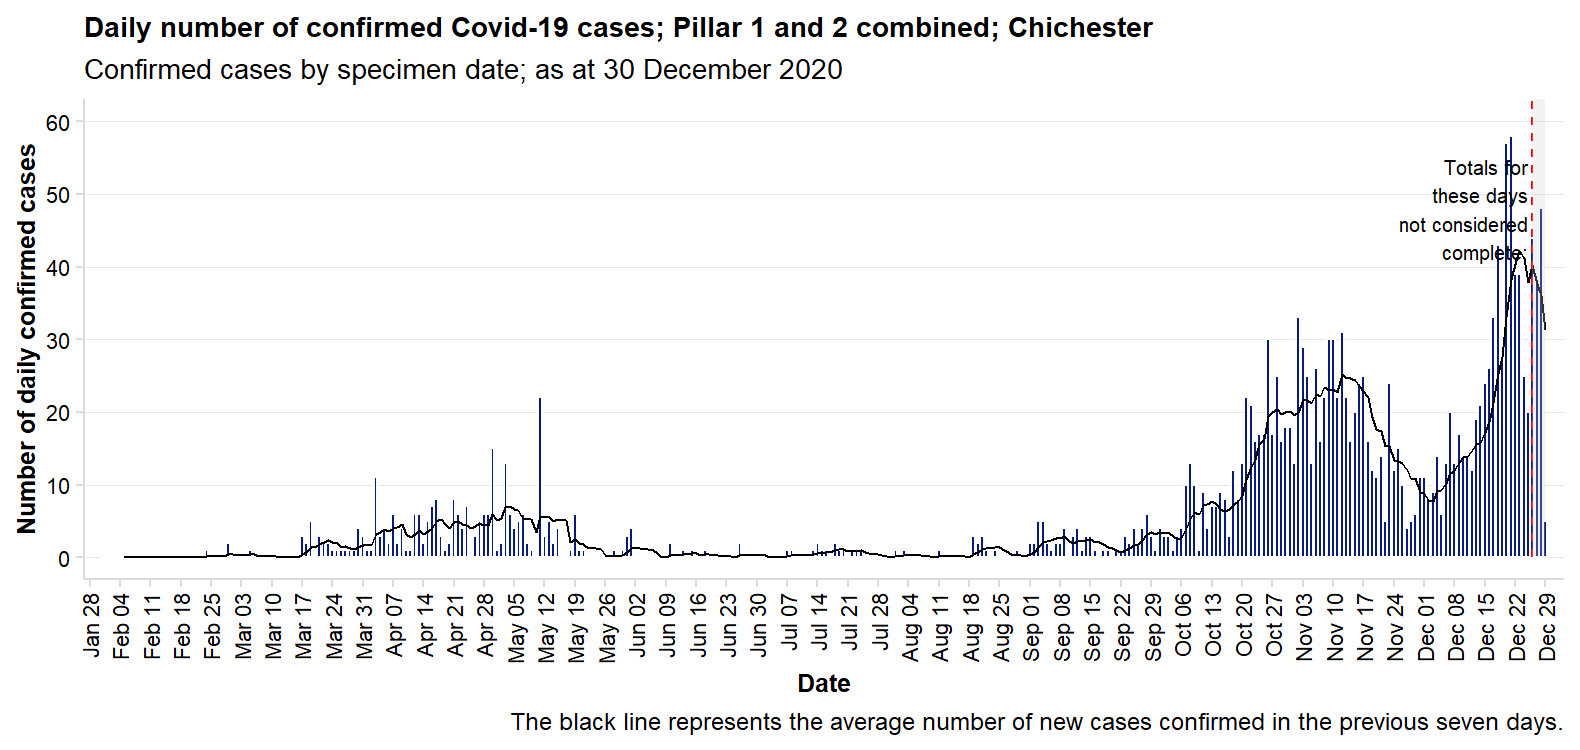 Daily number of confirmed Covid-19 cases; Pillar 1 and 2 combined; Chichester
Confirmed cases by specimen date; as at 30 December 2020
Number of daily confirmed cases
60
50
40
30
20
10
0
Totals for
these days
not considered
complete.
Jan 28
Feb 04
Feb 11
Feb 18
Feb 25
Mar 03
Mar 10
Mar 17
Mar 24
Mar 31
Apr 07
Apr 14
Apr 21
Apr 28
May 05
May 12
May 19
May 26
Jun 02
Jun 09
Jun 16
Jun 23
Jun 30
Jul 07
Jul 14
Jul 21
Jul 28
Aug 04
Aug 11
Aug 18
Aug 25
Sep 01
Sep 08
Sep 15
Sep 22
Sep 29
Oct 06
Oct 13
Oct 20
Oct 27
Nov 03
Nov 10
Nov 17
Nov 24
Dec 01
Dec 08
Dec 15
Dec 22
Dec 29
Date
The black line represents the average number of new cases confirmed in the previous seven days.